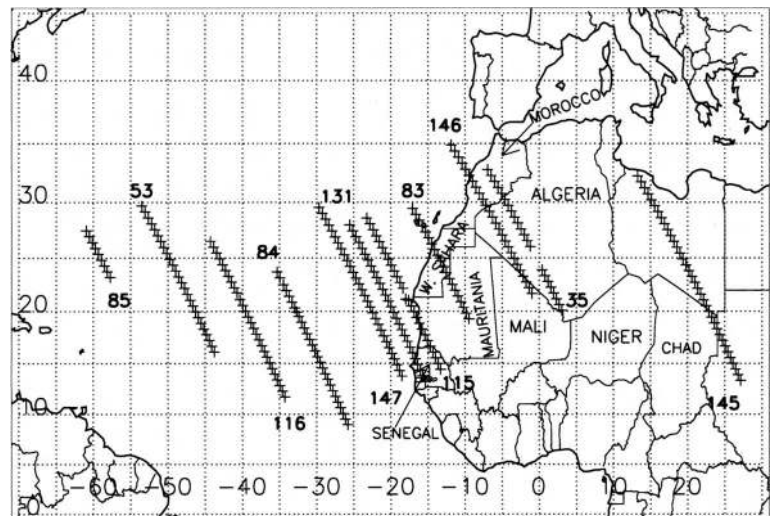 40
146
MOROCCO
30
53
131
83
ALGERIA
84
W. SAHARA
85
20
MAURITANIA
35
MALI
NIGER
CHAD
10
116
147
115
145
SENEGAL
-60 -50 -40 -30 -20 -10 0 10 20